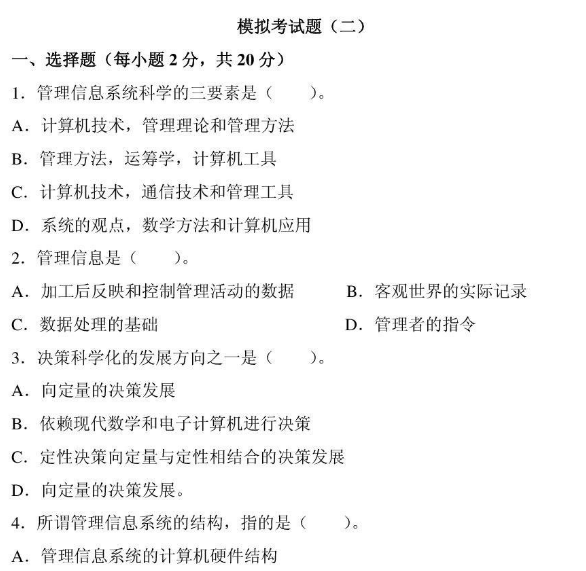 模拟考试题（二）
一、选择题（每小题 2 分，共 20 分）
1．管理信息系统科学的三要素是（  ）。
A．计算机技术，管理理论和管理方法
B．管理方法，运筹学，计算机工具
C．计算机技术，通信技术和管理工具
D．系统的观点，数学方法和计算机应用
2．管理信息是（  ）。
A．加工后反映和控制管理活动的数据  B．客观世界的实际记录
C．数据处理的基础  D．管理者的指令
3．决策科学化的发展方向之一是（  ）。
A．向定量的决策发展
B．依赖现代数学和电子计算机进行决策
C．定性决策向定量与定性相结合的决策发展
D．向定量的决策发展。
4．所谓管理信息系统的结构，指的是（  ）。
A．管理信息系统的计算机硬件结构